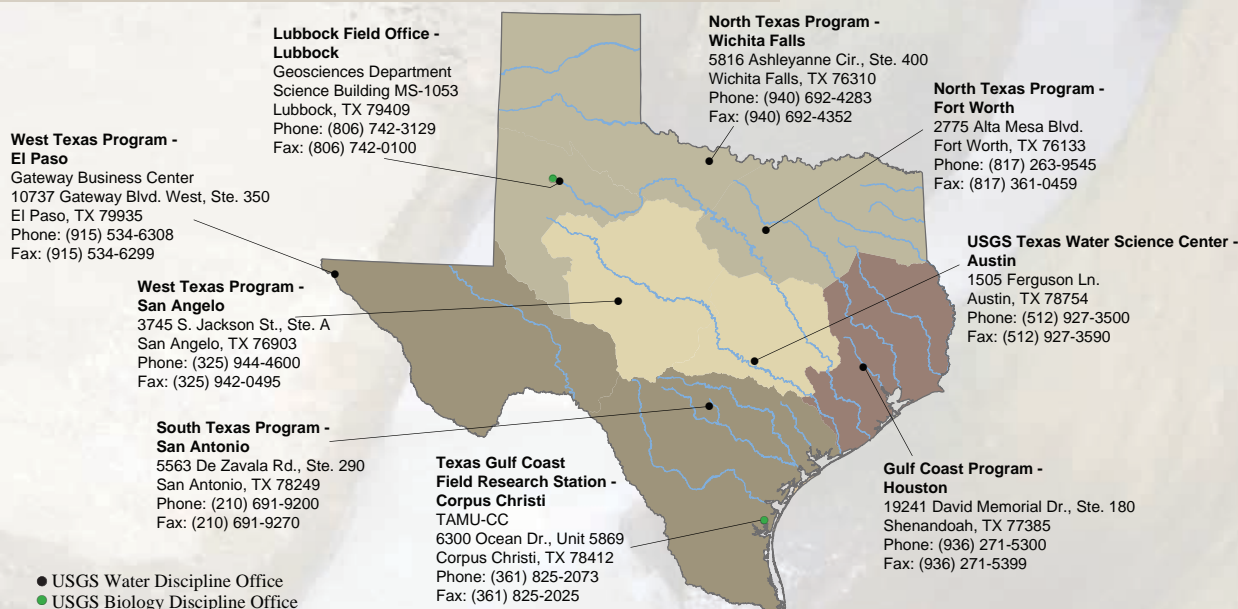 Lubbock Field Office -
Lubbock
Geosciences Department
Science Building MS-1053
Lubbock, TX 79409
Phone: (806) 742-3129
Fax: (806) 742-0100
North Texas Program -
Wichita Falls
5816 Ashleyanne Cir., Ste. 400
Wichita Falls, TX 76310
Phone: (940) 692-4283
Fax: (940) 692-4352
North Texas Program -
Fort Worth
2775 Alta Mesa Blvd.
Fort Worth, TX 76133
Phone: (817) 263-9545
Fax: (817) 361-0459
West Texas Program -
El Paso
Gateway Business Center
10737 Gateway Blvd. West, Ste. 350
El Paso, TX 79935
Phone: (915) 534-6308
Fax: (915) 534-6299
USGS Texas Water Science Center -
Austin
1505 Ferguson Ln.
Austin, TX 78754
Phone: (512) 927-3500
Fax: (512) 927-3590
West Texas Program -
San Angelo
3745 S. Jackson St., Ste. A
San Angelo, TX 76903
Phone: (325) 944-4600
Fax: (325) 942-0495
South Texas Program -
San Antonio
5563 De Zavala Rd., Ste. 290
San Antonio, TX 78249
Phone: (210) 691-9200
Fax: (210) 691-9270
Texas Gulf Coast
Field Research Station -
Corpus Christi
TAMU-CC
6300 Ocean Dr., Unit 5869
Corpus Christi, TX 78412
Phone: (361) 825-2073
Fax: (361) 825-2025
Gulf Coast Program -
Houston
19241 David Memorial Dr., Ste. 180
Shenandoah, TX 77385
Phone: (936) 271-5300
Fax: (936) 271-5399
USGS Water Discipline Office
USGS Biology Discipline Office